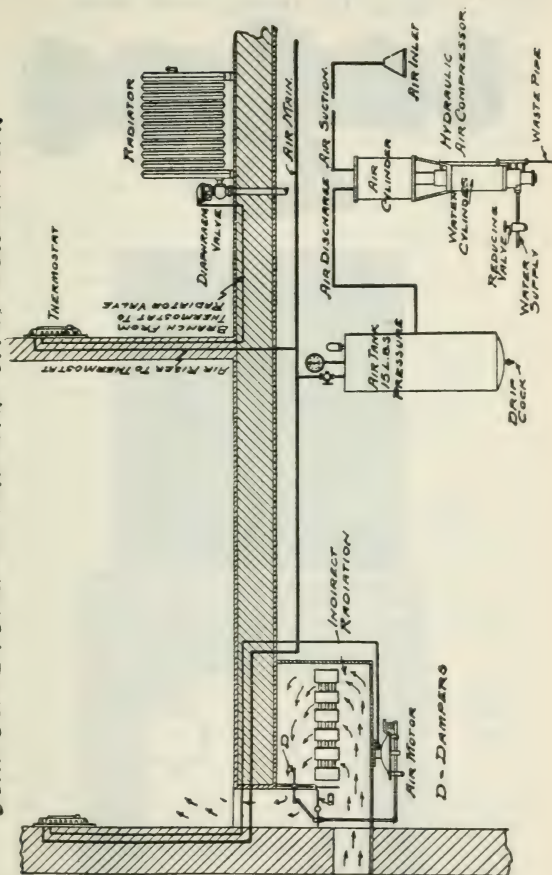 THERMOSTAT
RADIATOR
DIAPHRAGM
VALVE
BRANCH FROM
THERMOSTAT TO
RADIATOR VALVE
AIR RISER TO THERMOSTAT
AIR MAIN.
AIR DISCHARGE
AIR SUCTION.
AIR INLET
AIR
CYLINDER
HYDRAULIC
AIR COMPRESSOR.
WATER
CYLINDER
REDUCING
VALVE
WATER
SUPPLY
WASTE PIPE
AIR TANK
15 LBS
PRESSURE
DRIP
COCK
INDIRECT
RADIATION
D
AIR MOTOR
D-DAMPERS